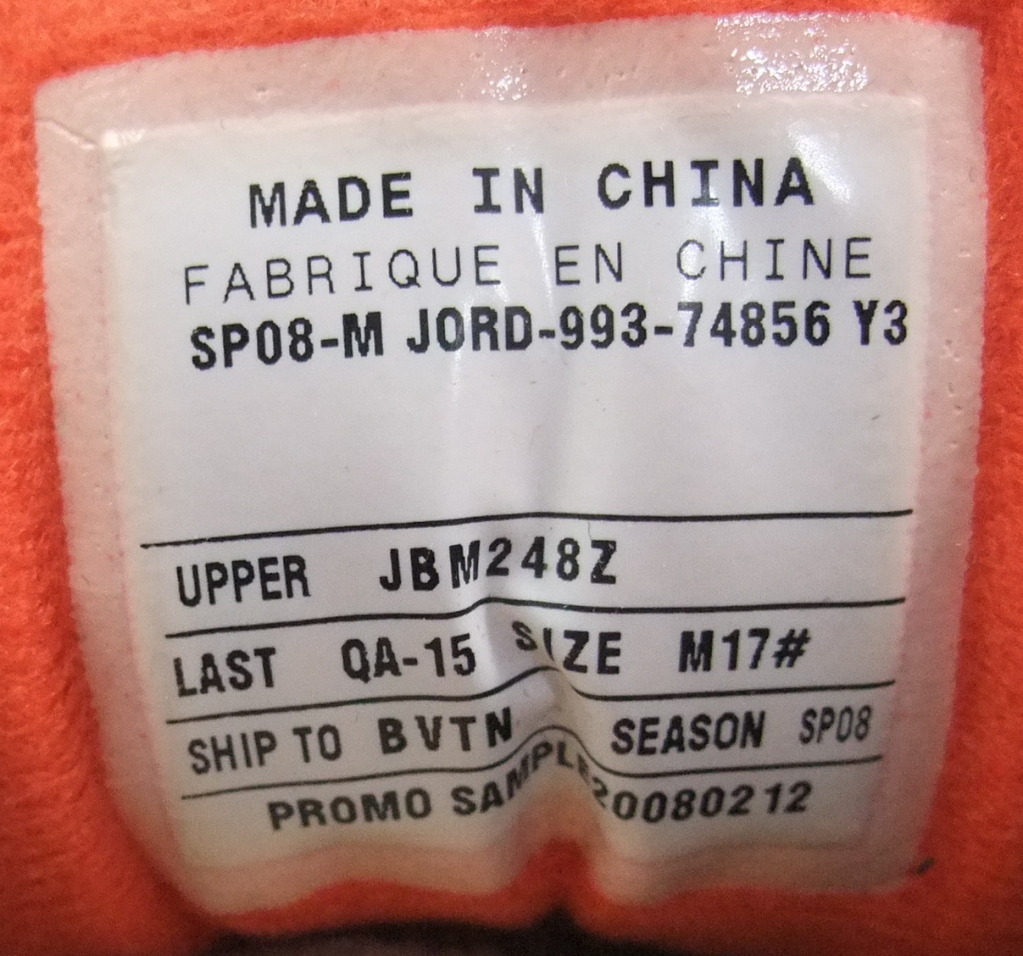 MADE IN CHINA
FABRIQUE EN CHINE
SP08-M JORD-993-74856 Y3
UPPER JBM248Z
LAST QA-15 SIZE M17#
SHIP TO BVTN SEASON SP08
PROMO SAMPLE20080212